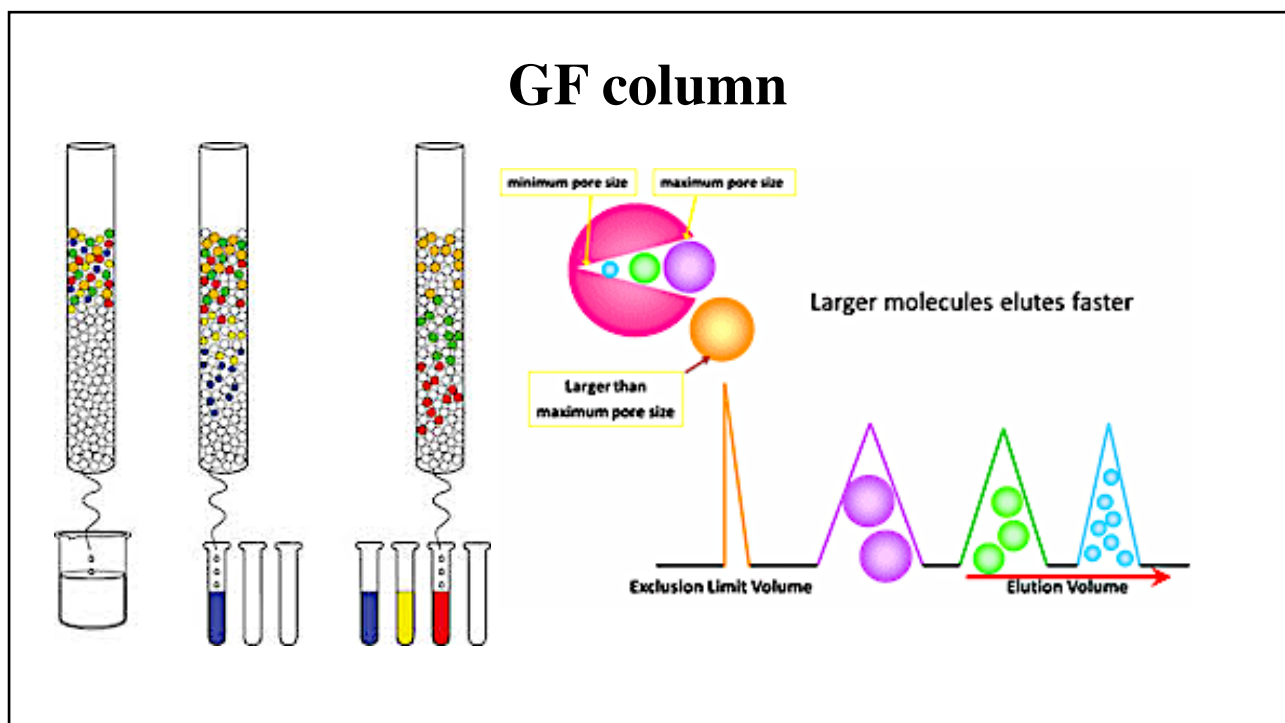 GF column
minimum pore size
maximum pore size
Larger molecules elutes faster
Larger than
maximum pore size
Exclusion Limit Volume
Elution Volume